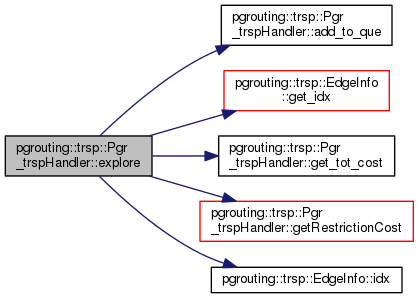 pgrouting::trsp::Pgr
_trspHandler::explore
pgrouting::trsp::Pgr
_trspHandler::add_to_que
pgrouting::trsp::EdgeInfo
::get_idx
pgrouting::trsp::Pgr
_trspHandler::get_tot_cost
pgrouting::trsp::Pgr
_trspHandler::getRestrictionCost
pgrouting::trsp::EdgeInfo::idx